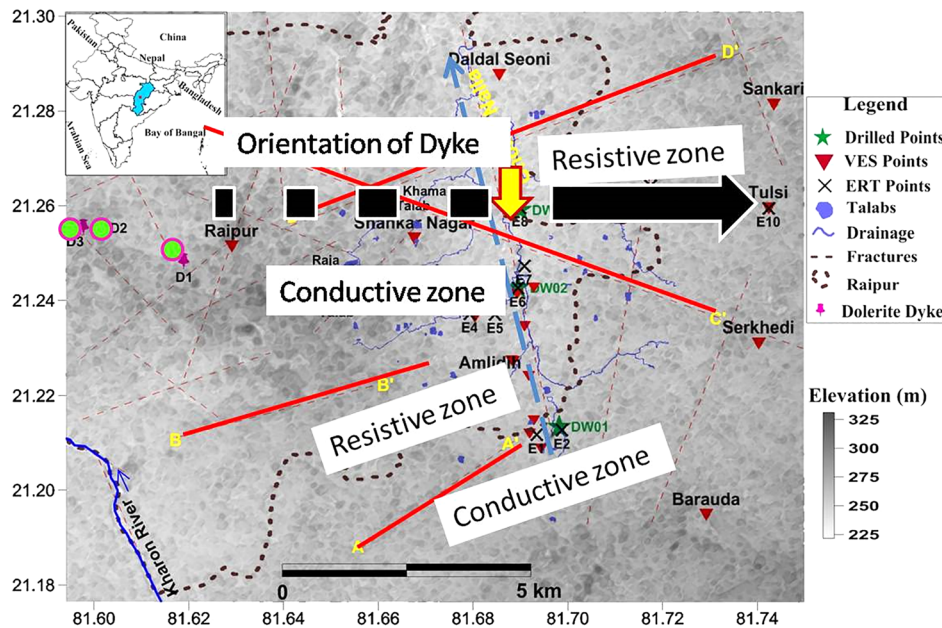 21.30
21.28
21.26
21.24
21.22
21.20
21.18
81.60
81.62
81.64
81.66
81.68
81.70
81.72
81.74
Pakistan
China
Nepal
Bangladesh
Bay of Bangal
Arabian Sea
Daldal Seoni
D'
Sankari
Orientation of Dyke
Resistive zone
Khama
Talab
Tulsi
E10
DW
E8
Shankar Nagar
Raipur
D3
D2
D1
Raja
E7
Conductive zone
DW02
E6
E4
E5
C'
Serkhedi
Amlidih
B'
Resistive zone
B
A'
DW01
E1
E2
Conductive zone
Barauda
A
Kharon River
0
5 km
Legend
Drilled Points
VES Points
ERT Points
Talabs
Drainage
Fractures
Raipur
Dolerite Dyke
Elevation (m)
325
300
275
250
225